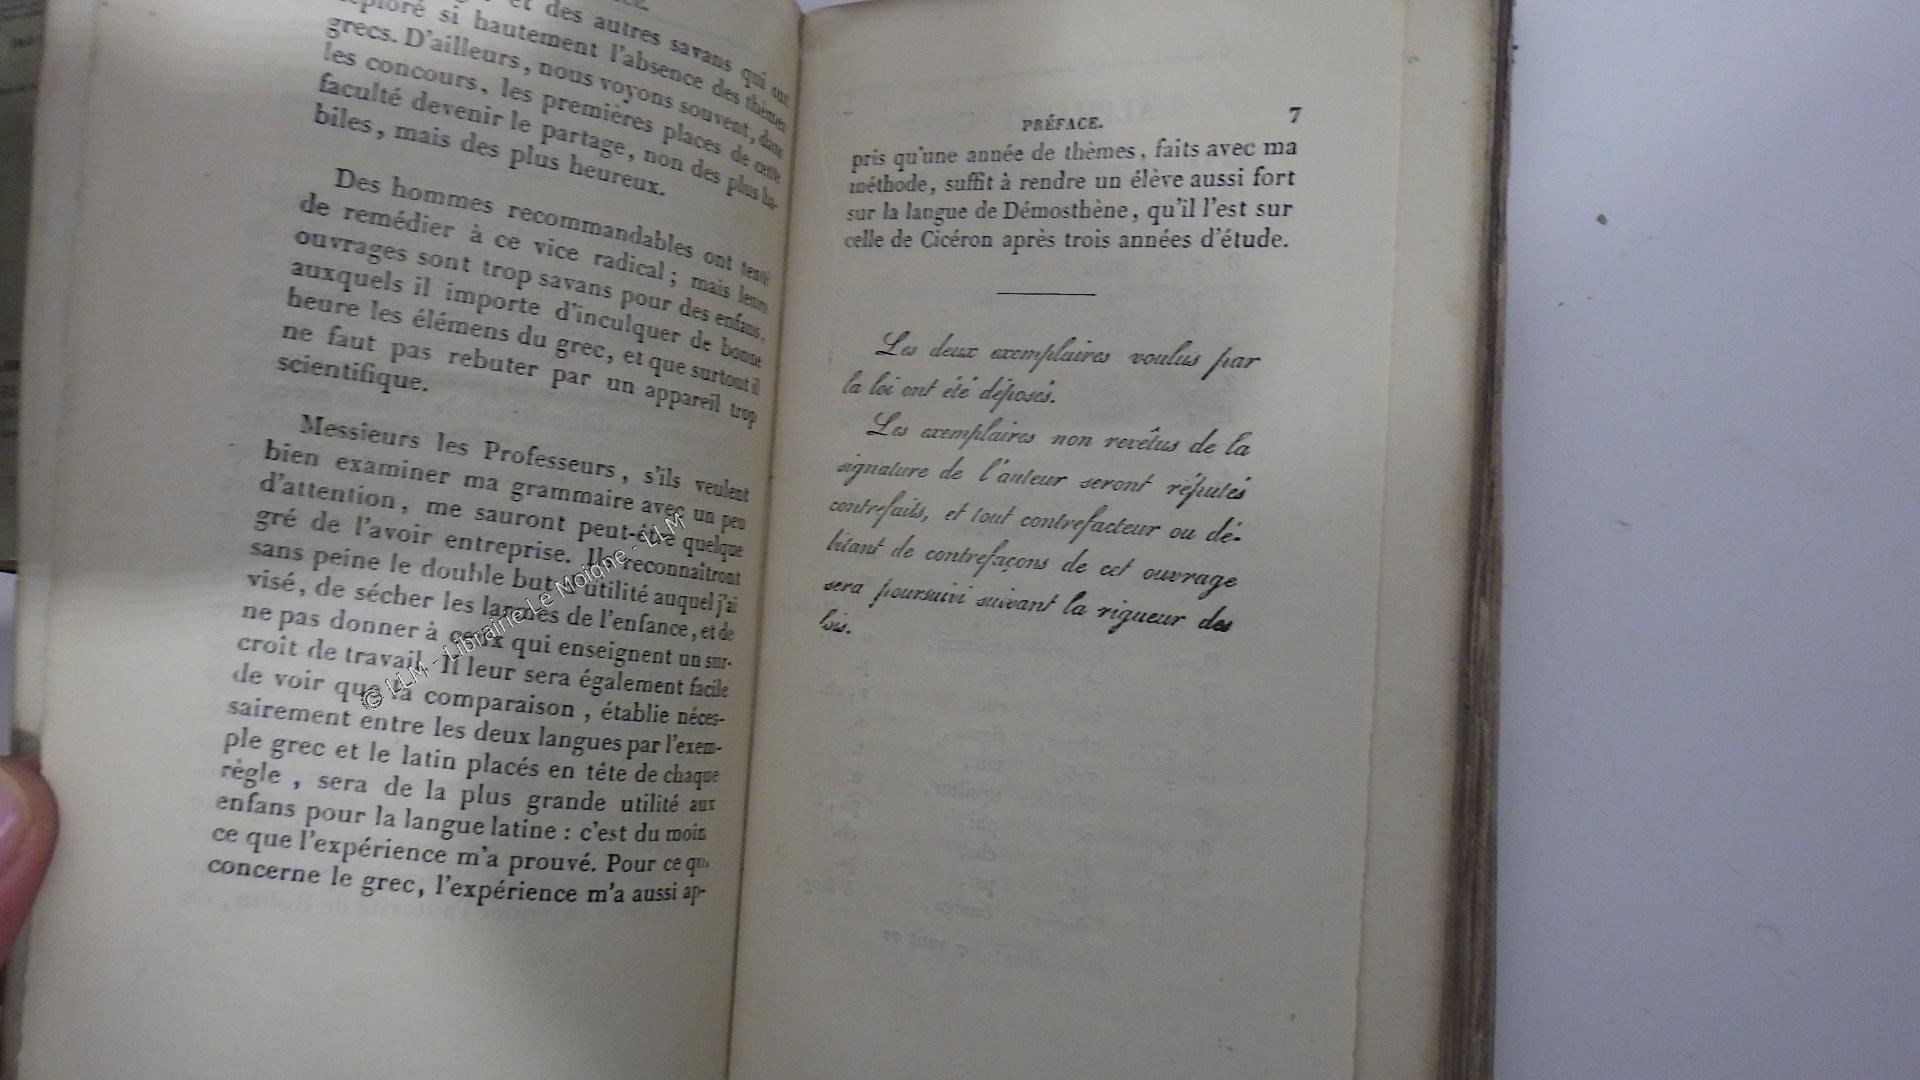 et des autres savans qui ont
déploré si hautement l'absence des thèmes
grecs. D'ailleurs, nous voyons souvent, dans
les concours, les premières places de cette
faculté devenir le partage, non des plus ha-
biles, mais des plus heureux.
Des hommes recommandables ont tenté
de remédier à ce vice radical ; mais leurs
ouvrages sont trop savans pour des enfans,
auxquels il importe d'inculquer de bonne
heure les élémens du grec, et que surtout il
ne faut pas rebuter par un appareil trop
scientifique.
Messieurs les Professeurs, s'ils veulent
bien examiner ma grammaire avec un peu
d'attention, me sauront peut-être quelque
gré de l'avoir entreprise. Ils reconnaîtront
sans peine le double but d'utilité auquel j'ai
visé, de sécher les larmes de l'enfance, et de
ne pas donner à ceux qui enseignent un sur-
croit de travail. Il leur sera également facile
de voir que la comparaison, établie néces-
sairement entre les deux langues par l'exem-
ple grec et le latin placés en tête de chaque
règle, sera de la plus grande utilité aux
enfans pour la langue latine : c'est du moins
ce que l'expérience m'a prouvé. Pour ce qui
concerne le grec, l'expérience m'a aussi ap-
© LLM - Librairie Le Moigne - LLM
PRÉFACE. 7
pris qu'une année de thèmes, faits avec ma
méthode, suffit à rendre un élève aussi fort
sur la langue de Démosthène, qu'il l'est sur
celle de Cicéron après trois années d'étude.
Les deux exemplaires voulus par
la loi ont été déposés.
Les exemplaires non revêtus de la
signature de l'auteur seront réputés
contrefaits, et tout contrefacteur ou dé-
bitant de contrefaçons de cet ouvrage
sera poursuivi suivant la rigueur des
lois.